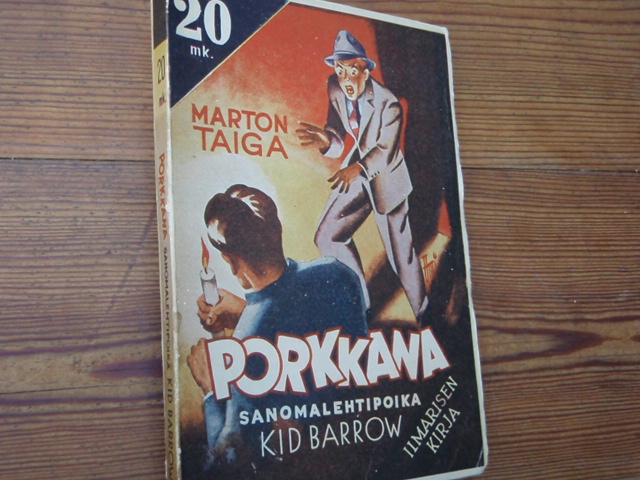 20
mk.
MARTON
TAIGA
PORKKANA
SANOMALEHTIPOIKA
KID BARROW
ILMARISEN
KIRJA
20
mk.
PORKKANA SANOMALEHTIPOIKA KID BARROW